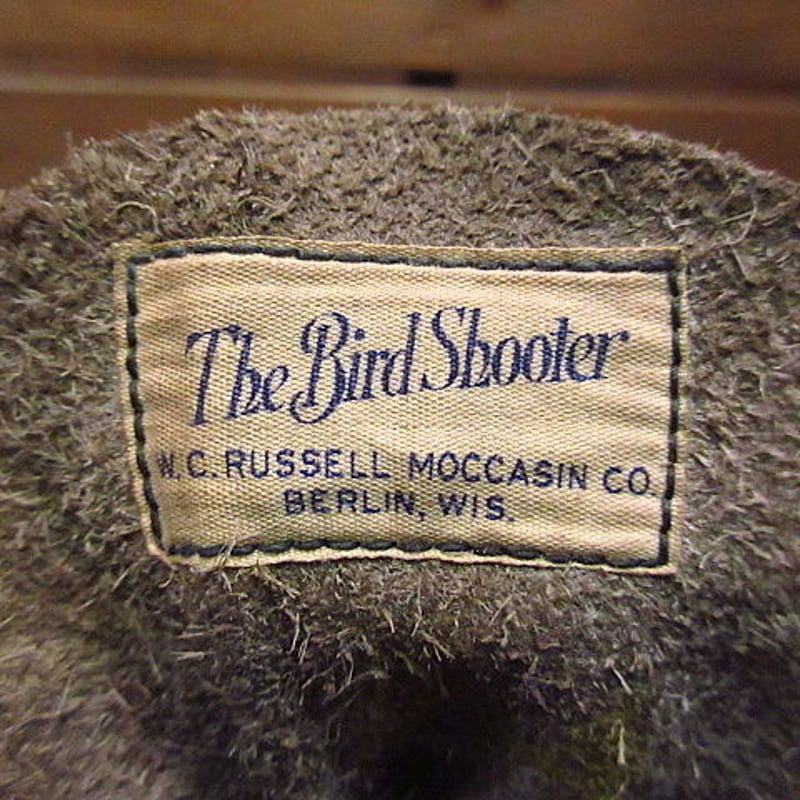 The Bird Shooter
W. C. RUSSELL MOCCASIN CO.
BERLIN, WIS.